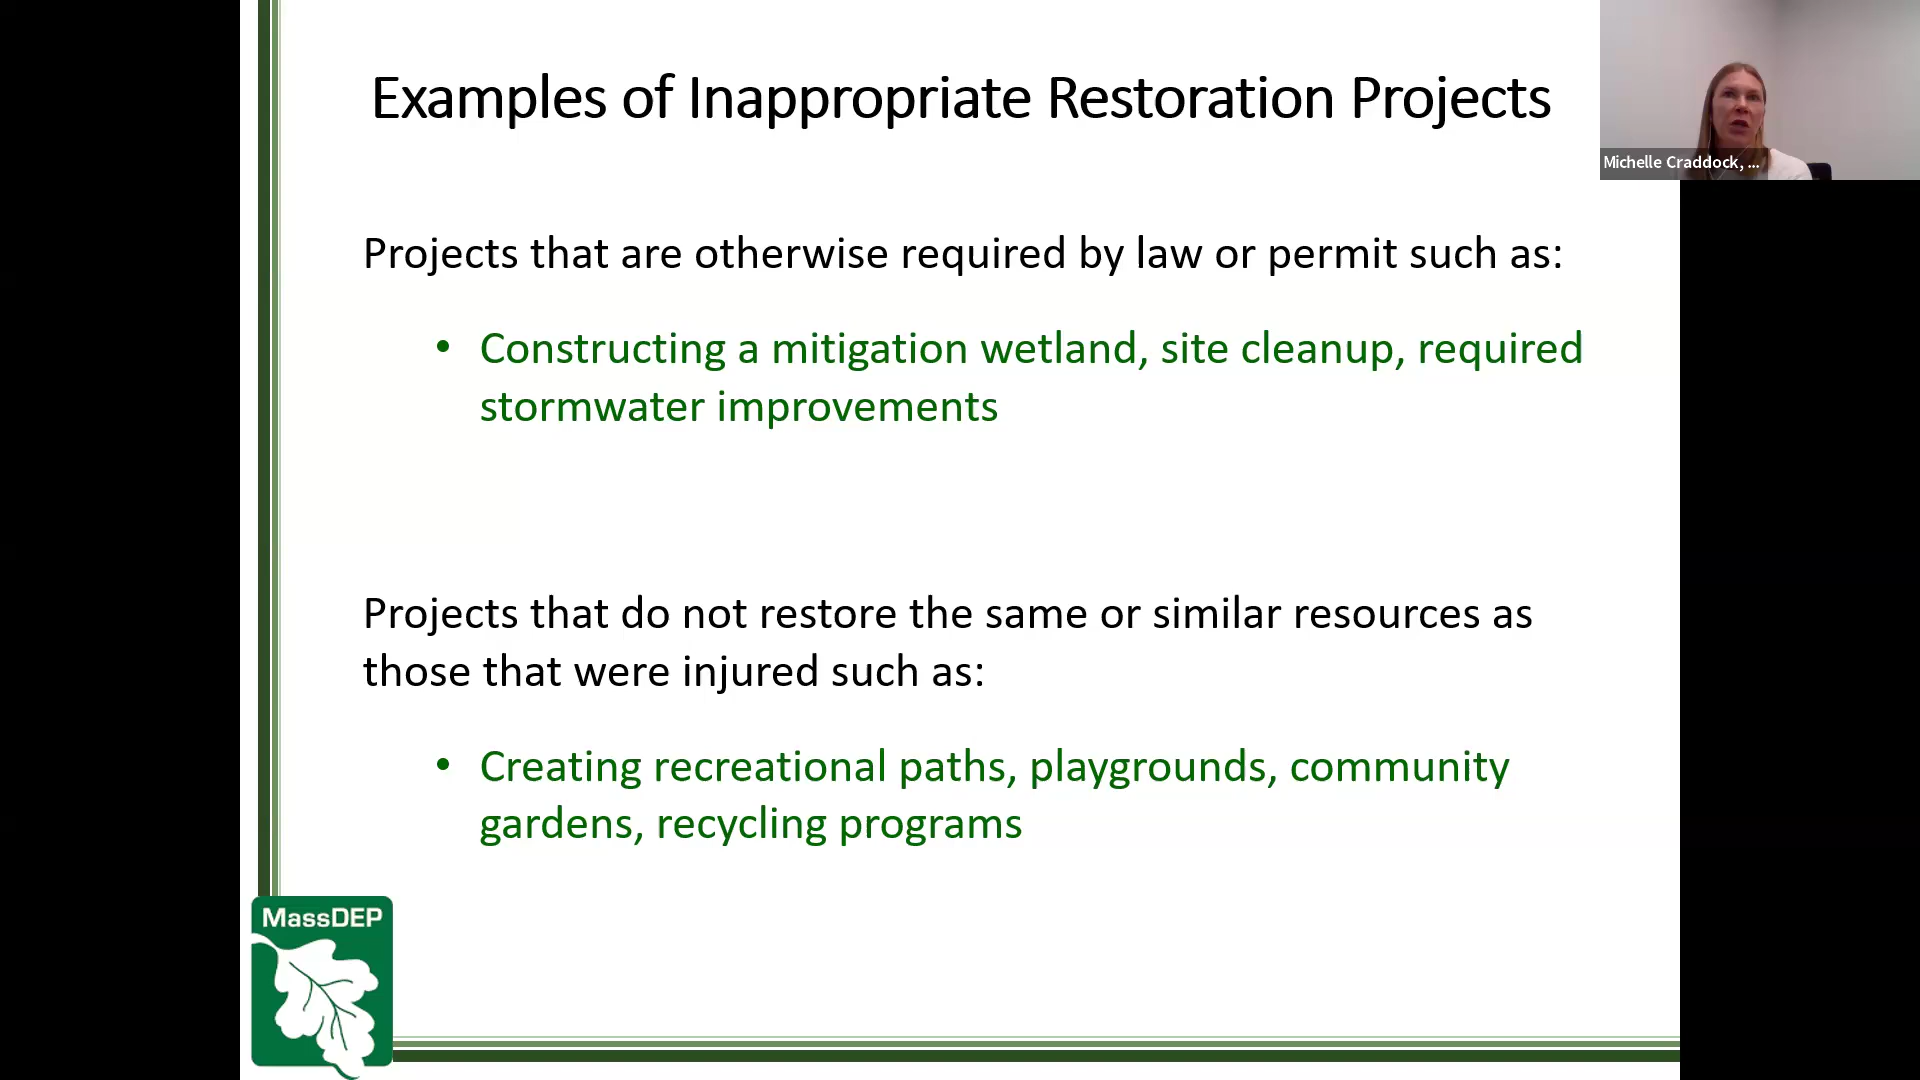 Examples of Inappropriate Restoration Projects
Michelle Craddock, ...
Projects that are otherwise required by law or permit such as:
• Constructing a mitigation wetland, site cleanup, required
stormwater improvements
Projects that do not restore the same or similar resources as
those that were injured such as:
• Creating recreational paths, playgrounds, community
gardens, recycling programs
MassDEP